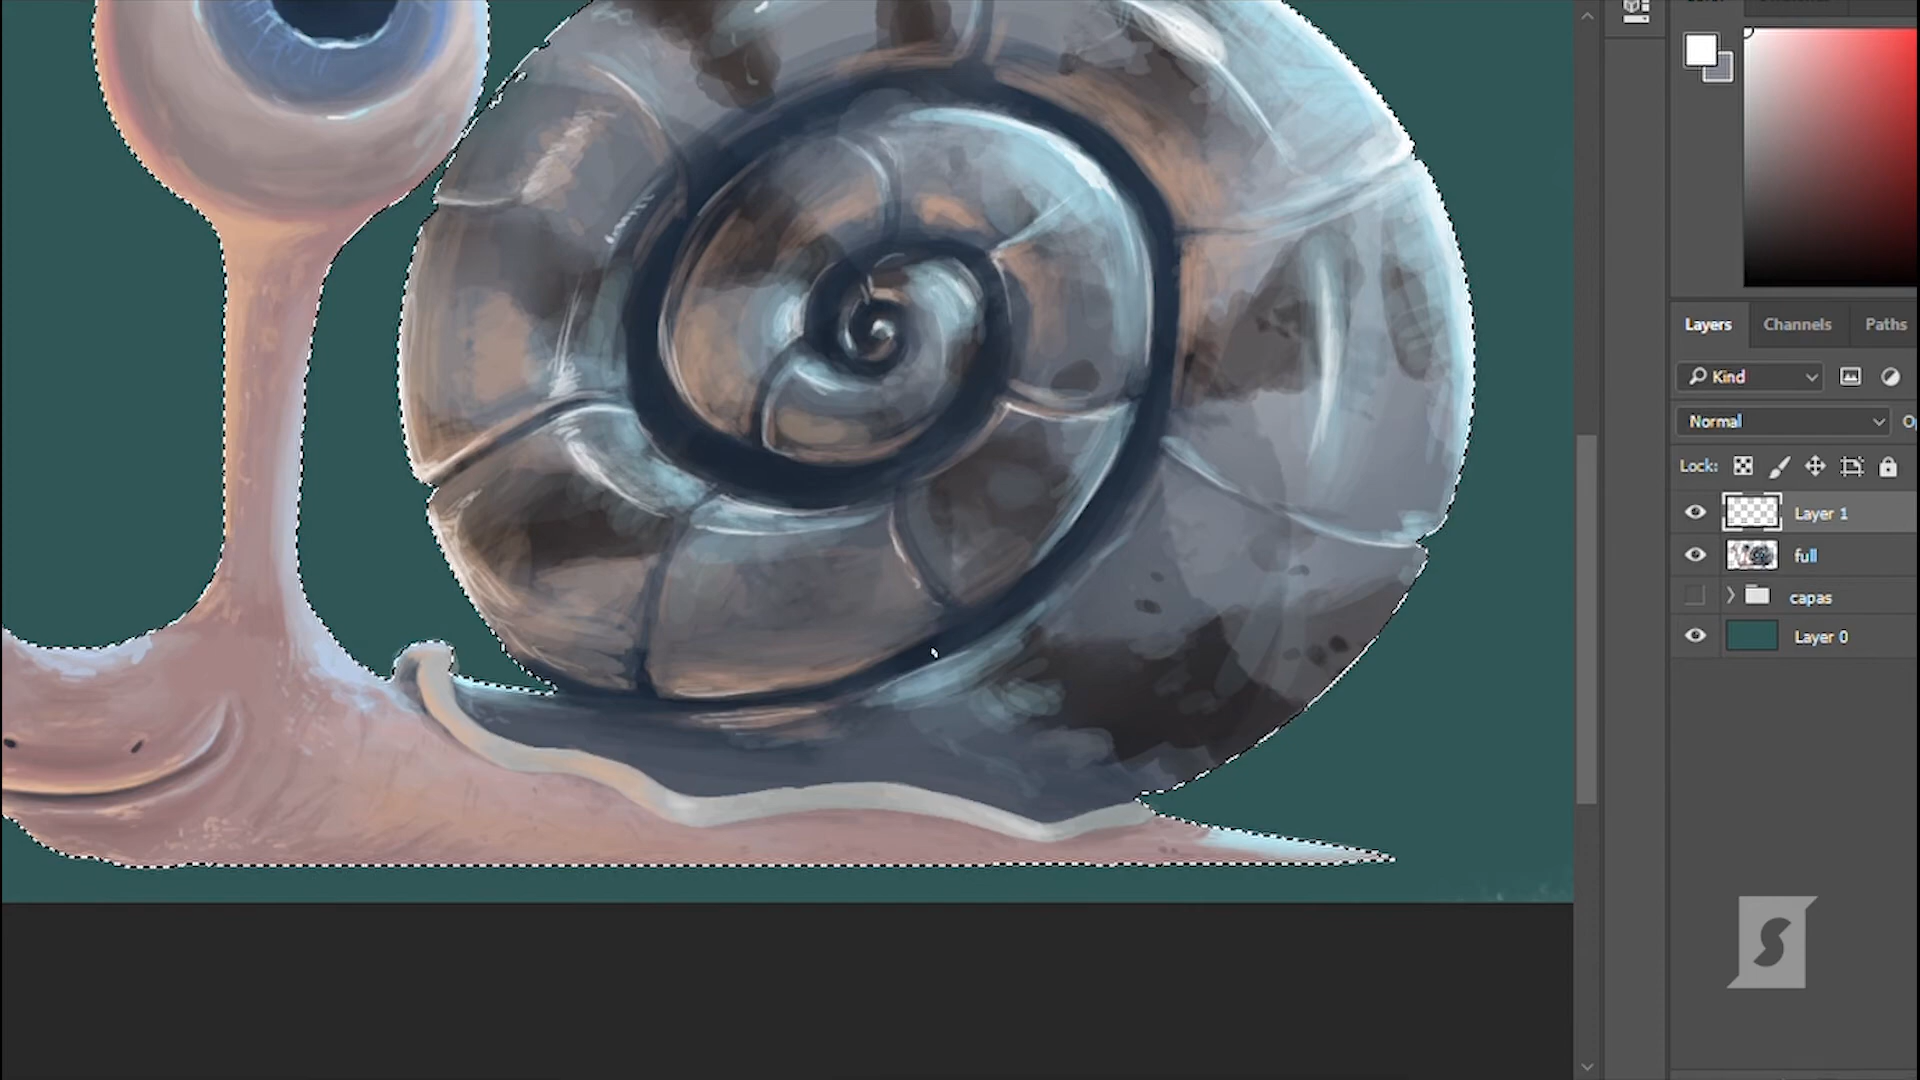 Layers Channels Paths
Kind
Normal
Lock:
Layer 1
full
capas
Layer 0
S